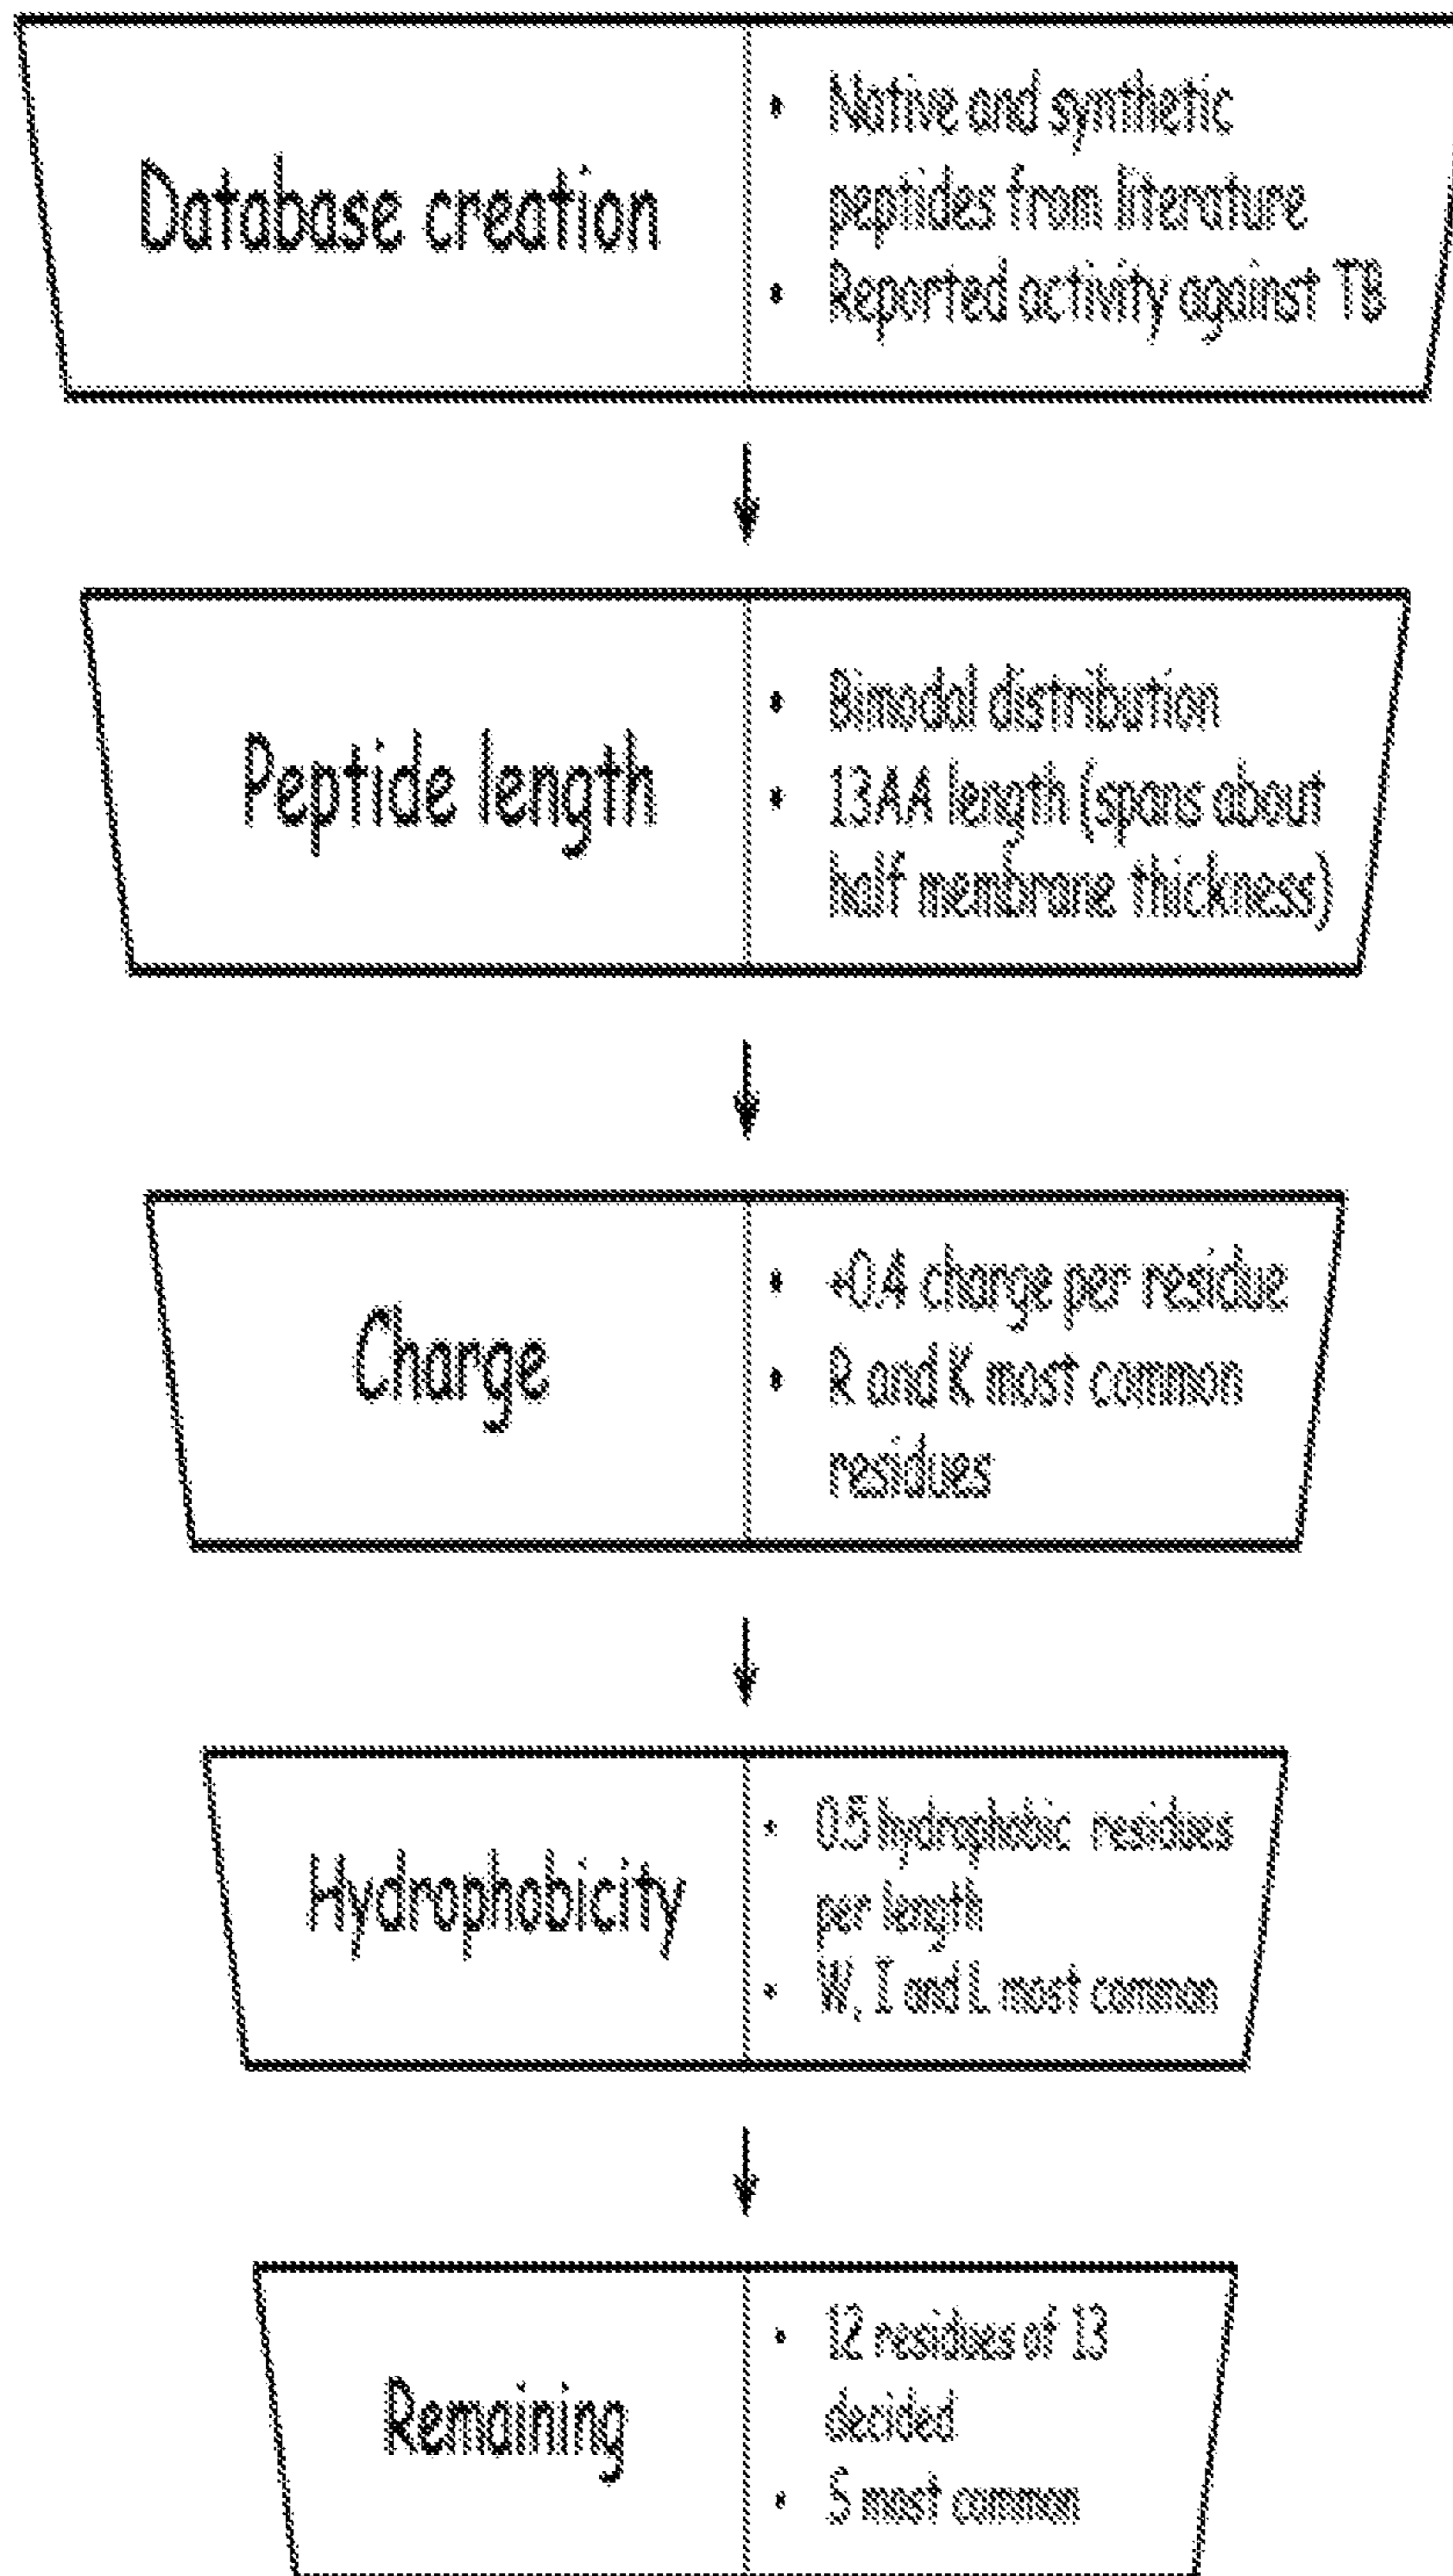 Database creation
• Native and synthetic
peptides from literature
• Reported activity against TB
Peptide length
• Bimodal distribution
• 13AA length (spans about
half membrane thickness)
Charge
• +0.4 charge per residue
• R and K most common
residues
Hydrophobicity
• 0.5 hydrophobic residues
per length
• W, I and L most common
Remaining
• 12 residues of 13
decided
• S most common